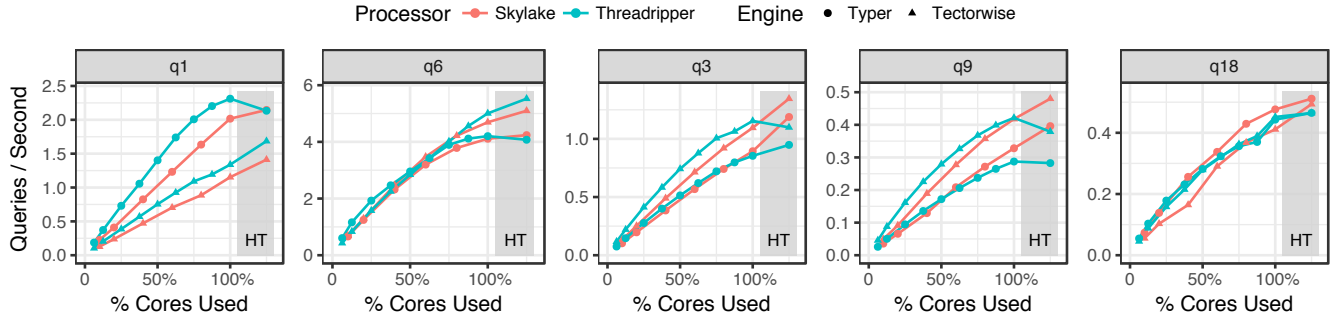 Processor Skylake Threadripper Engine Typer Tectorwise
q1 q6 q3 q9 q18
Queries / Second
2.5
2.0
1.5
1.0
0.5
0.0
HT
0 50% 100%
% Cores Used
6
4
2
0
HT
0 50% 100%
% Cores Used
1.0
0.5
0.0
HT
0 50% 100%
% Cores Used
0.5
0.4
0.3
0.2
0.1
0.0
HT
0 50% 100%
% Cores Used
0.4
0.2
0.0
HT
0 50% 100%
% Cores Used